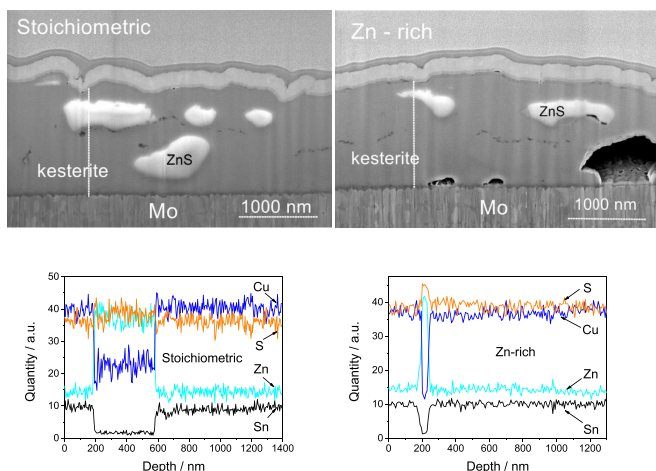 Stoichiometric
ZnS
kesterite
Mo
1000 nm
Zn - rich
ZnS
kesterite
Mo
1000 nm
50
40
30
20
10
0
Quantity / a.u.
Cu
S
Stoichiometric
Zn
Sn
0 200 400 600 800 1000 1200 1400
Depth / nm
40
30
20
10
0
Quantity / a.u.
S
Cu
Zn-rich
Zn
Sn
0 200 400 600 800 1000 1200
Depth / nm